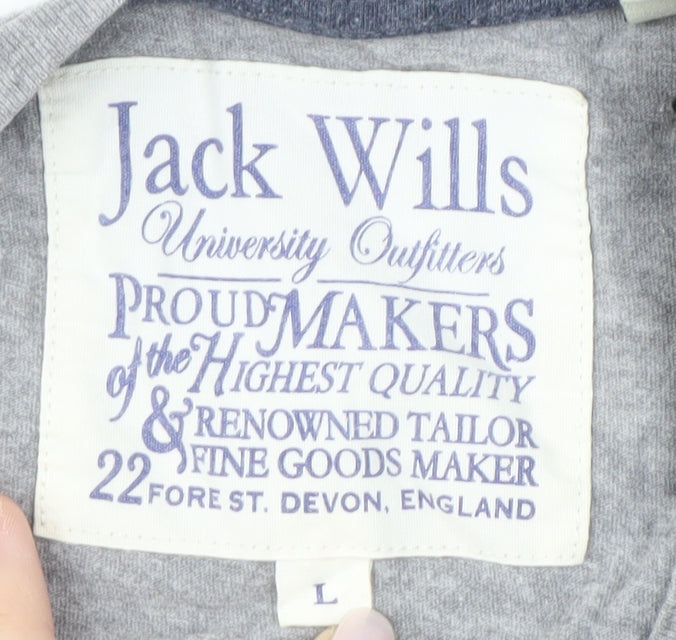 Jack Wills
University Outfitters
PROUD MAKERS
of the HIGHEST QUALITY
& RENOWNED TAILOR
FINE GOODS MAKER
22 FORE ST. DEVON, ENGLAND
L